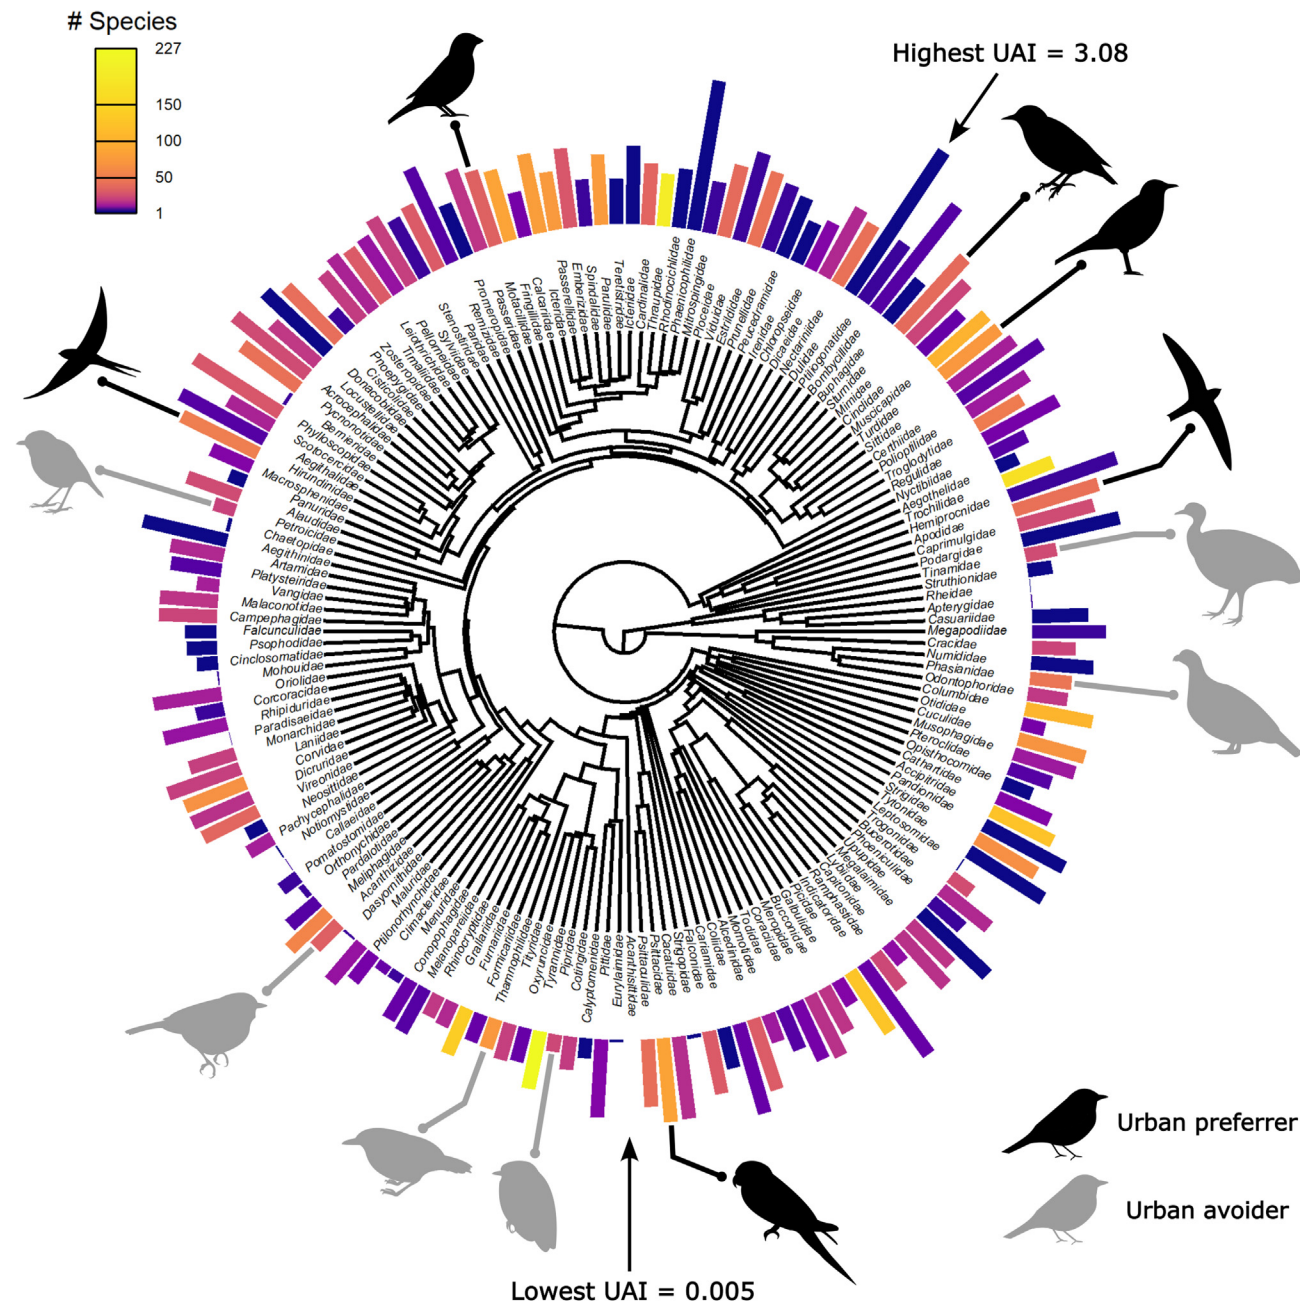 # Species
227
150
100
50
1
Highest UAI = 3.08
Stenostiridae
Paridae
Remizidae
Promeropidae
Passeridae
Motacillidae
Fringillidae
Calcariidae
Icteridae
Passerellidae
Emberizidae
Spindalidae
Parulidae
Teretistridae
Icteriidae
Cardinalidae
Thraupidae
Rhodinocichlidae
Phaenicophilidae
Mitrospingidae
Ploceidae
Viduidae
Estrildidae
Prunellidae
Peucedramidae
Irenidae
Chloropseidae
Dicaeidae
Nectariniidae
Dulidae
Ptiliogonatidae
Bombycillidae
Buphagidae
Sturnidae
Mimidae
Cinclidae
Muscicapidae
Turdidae
Sittidae
Certhiidae
Polioptilidae
Troglodytidae
Regulidae
Nyctibiidae
Aegothelidae
Trochilidae
Hemiprocnidae
Apodidae
Caprimulgidae
Podargidae
Tinamidae
Struthionidae
Rheidae
Apterygidae
Casuariidae
Megapodiidae
Cracidae
Numididae
Phasianidae
Odontophoridae
Columbidae
Otididae
Cuculidae
Musophagidae
Pteroclidae
Opisthocomidae
Cathartidae
Accipitridae
Pandionidae
Strigidae
Tytonidae
Leptosomidae
Trogonidae
Bucerotidae
Phoeniculidae
Upupidae
Megalaimidae
Lybiidae
Capitonidae
Ramphastidae
Indicatoridae
Picidae
Galbulidae
Bucconidae
Meropidae
Coraciidae
Todidae
Momotidae
Alcedinidae
Coliidae
Cariamidae
Falconidae
Strigopidae
Cacatuidae
Psittacidae
Psittaculidae
Acanthisittidae
Eurylaimidae
Pittidae
Calyptomenidae
Cotingidae
Pipridae
Tyrannidae
Oxyruncidae
Tityridae
Thamnophilidae
Formicariidae
Furnariidae
Grallariidae
Rhinocryptidae
Melanopareiidae
Conopophagidae
Menuridae
Climacteridae
Ptilonorhynchidae
Maluridae
Dasyornithidae
Acanthizidae
Meliphagidae
Pardalotidae
Orthonychidae
Pomatostomidae
Callaeidae
Notiomystidae
Pachycephalidae
Neosittidae
Vireonidae
Dicruridae
Corvidae
Laniidae
Monarchidae
Paradisaeidae
Rhipiduridae
Corcoracidae
Oriolidae
Mohouidae
Cinclosomatidae
Psophodidae
Falcunculidae
Campephagidae
Malaconotidae
Vangidae
Platysteiridae
Artamidae
Aegithinidae
Chaetopidae
Petroicidae
Alaudidae
Panuridae
Macrosphenidae
Hirundinidae
Aegithalidae
Scotocercidae
Phylloscopidae
Bernieridae
Pycnonotidae
Acrocephalidae
Locustellidae
Donacobiidae
Cisticolidae
Pnoepygidae
Zosteropidae
Timaliidae
Leiothrichidae
Pellorneidae
Sylviidae
Urban preferrer
Urban avoider
Lowest UAI = 0.005